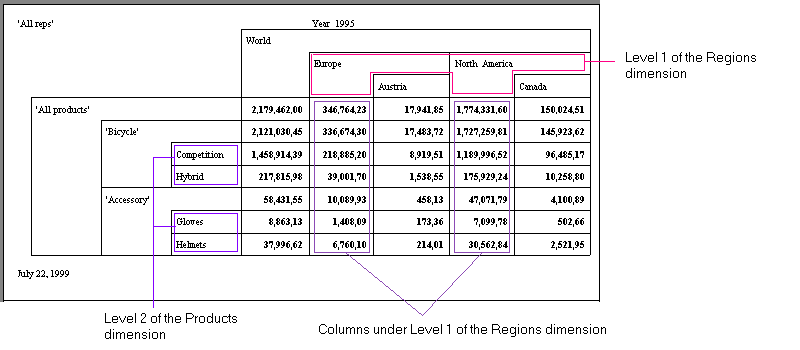 'All reps' Year 1995
World
Europe North America
Level 1 of the Regions
dimension
Austria Canada
'All products' 2,179,462,00 346,764,23 17,941,85 1,774,331,60 150,024,51
'Bicycle' 2,121,030,45 336,674,30 17,483,72 1,727,259,81 145,923,62
Competition 1,458,914,39 218,885,20 8,919,51 1,189,996,52 96,485,17
Hybrid 217,815,98 39,001,70 1,538,55 175,929,24 10,258,80
'Accessory' 58,431,55 10,089,93 458,13 47,071,79 4,100,89
Gloves 8,863,13 1,408,09 173,36 7,099,78 502,66
Helmets 37,996,62 6,760,10 214,01 30,562,84 2,521,95
July 22, 1999
Level 2 of the Products
dimension
Columns under Level 1 of the Regions dimension